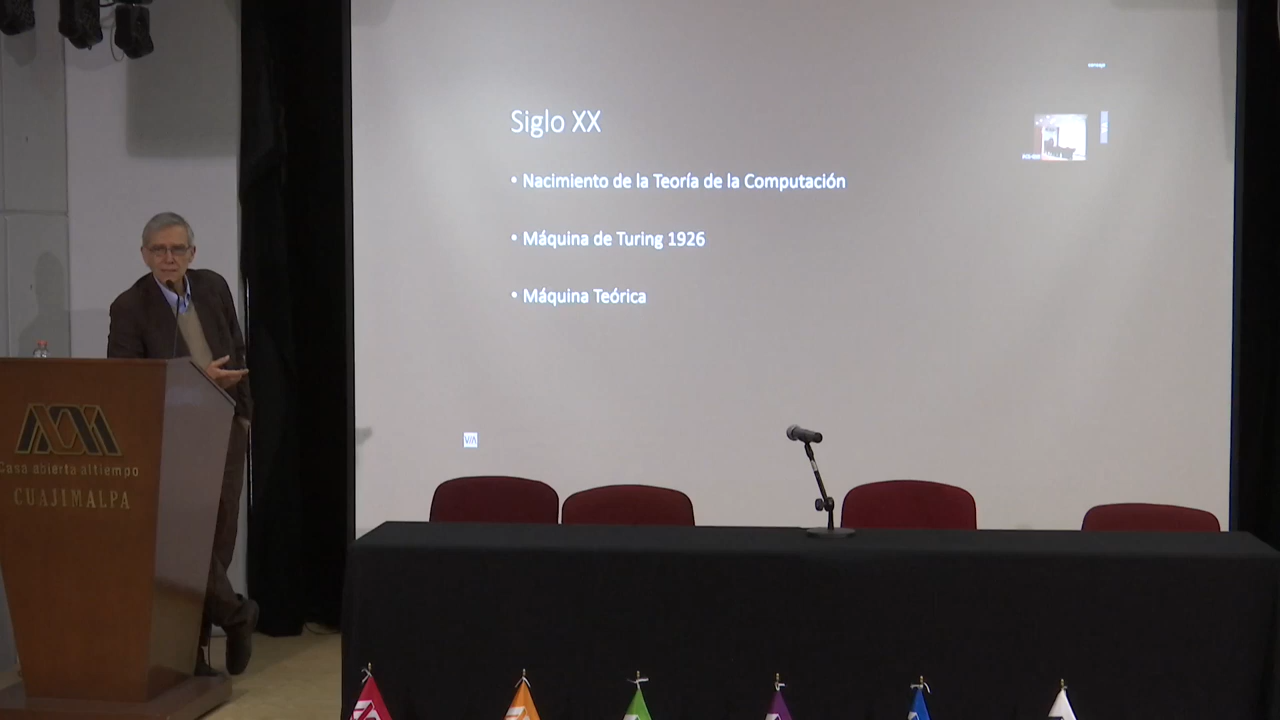 Siglo XX
• Nacimiento de la Teoría de la Computación
• Máquina de Turing 1926
• Máquina Teórica
Casa abierta al tiempo
CUAJIMALPA